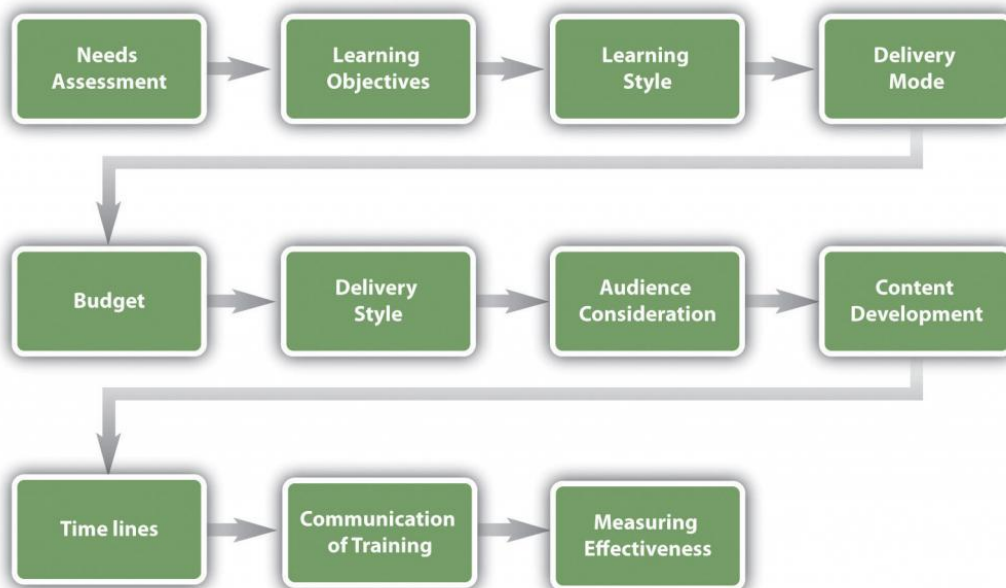 Needs
Assessment
Learning
Objectives
Learning
Style
Delivery
Mode
Budget
Delivery
Style
Audience
Consideration
Content
Development
Time lines
Communication
of Training
Measuring
Effectiveness